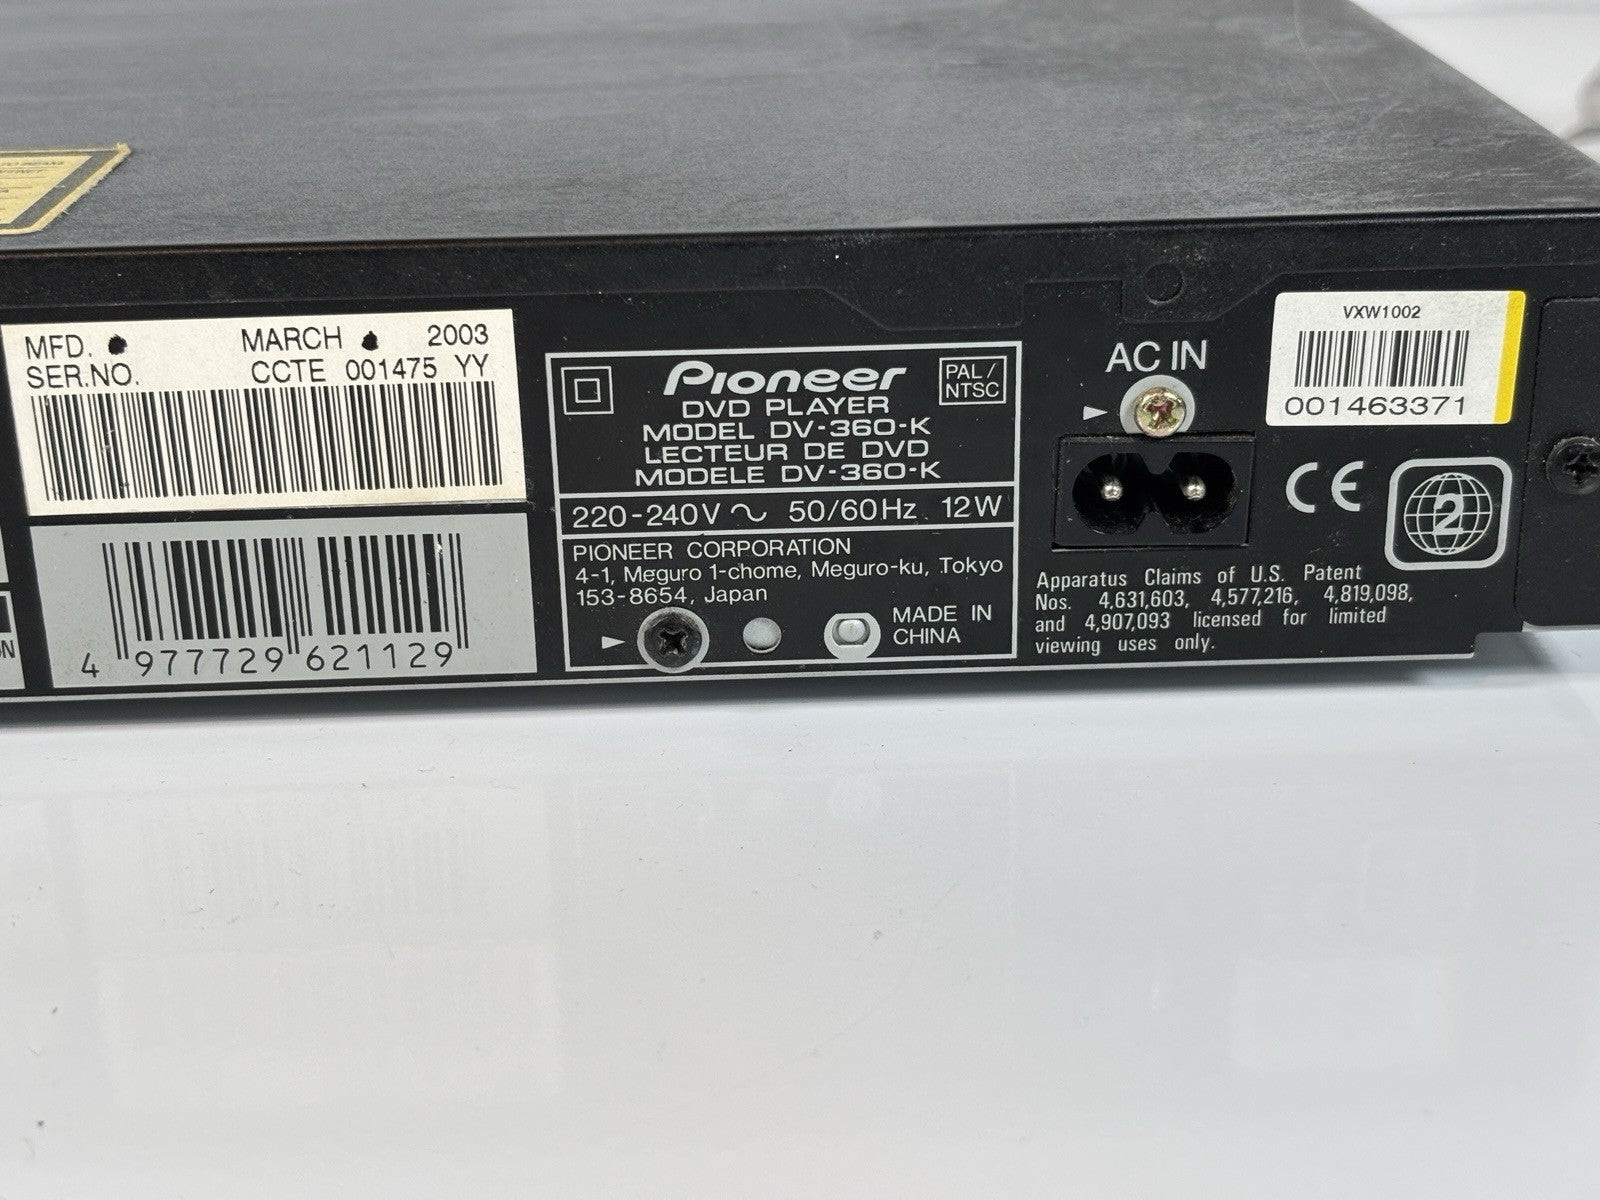 MFD. MARCH 2003
SER.NO. CCTE 001475 YY
4 977729 621129
Pioneer
PAL/
NTSC
DVD PLAYER
MODEL DV-360-K
LECTEUR DE DVD
MODELE DV-360-K
220-240V ~ 50/60Hz 12W
PIONEER CORPORATION
4-1, Meguro 1-chome, Meguro-ku, Tokyo
153-8654, Japan
MADE IN
CHINA
AC IN
VXW1002
001463371
CE
2
Apparatus Claims of U.S. Patent
Nos. 4,631,603, 4,577,216, 4,819,098,
and 4,907,093 licensed for limited
viewing uses only.